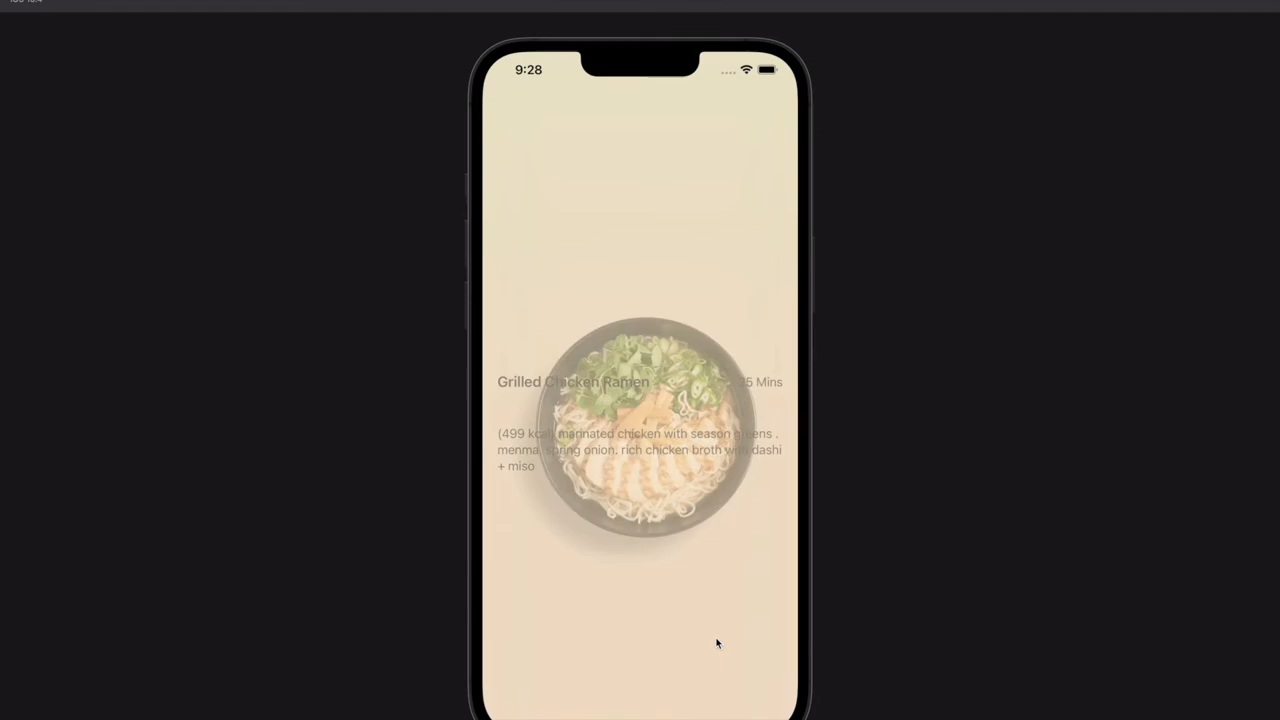 9:28
Grilled Chicken Ramen 25 Mins
(499 kcal) marinated chicken with season greens .
menma, spring onion. rich chicken broth with dashi
+ miso